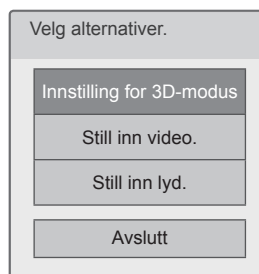 Velg alternativer.
Innstilling for 3D-modus
Still inn video.
Still inn lyd.
Avslutt